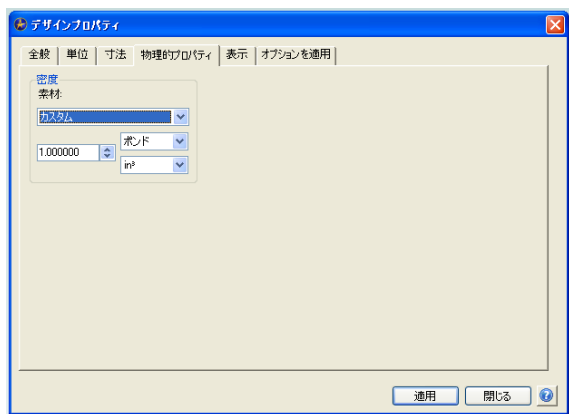 デザインプロパティ
全般 単位 寸法 物理的プロパティ 表示 オプションを適用
密度
素材:
カスタム
1.000000 ポンド
in³
適用 閉じる ?